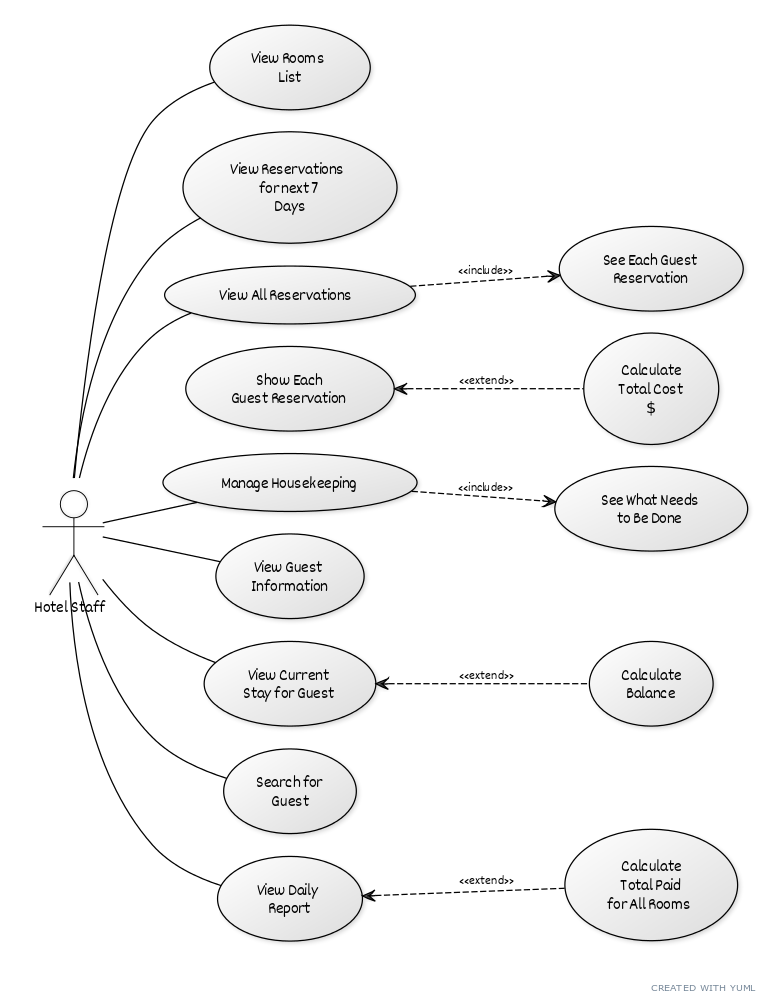 View Rooms
List
View Reservations
for next 7
Days
View All Reservations
<<include>>
See Each Guest
Reservation
Show Each
Guest Reservation
<<extend>>
Calculate
Total Cost
$
Manage Housekeeping
<<include>>
See What Needs
to Be Done
View Guest
Information
Hotel Staff
View Current
Stay for Guest
<<extend>>
Calculate
Balance
Search for
Guest
View Daily
Report
<<extend>>
Calculate
Total Paid
for All Rooms
CREATED WITH YUML